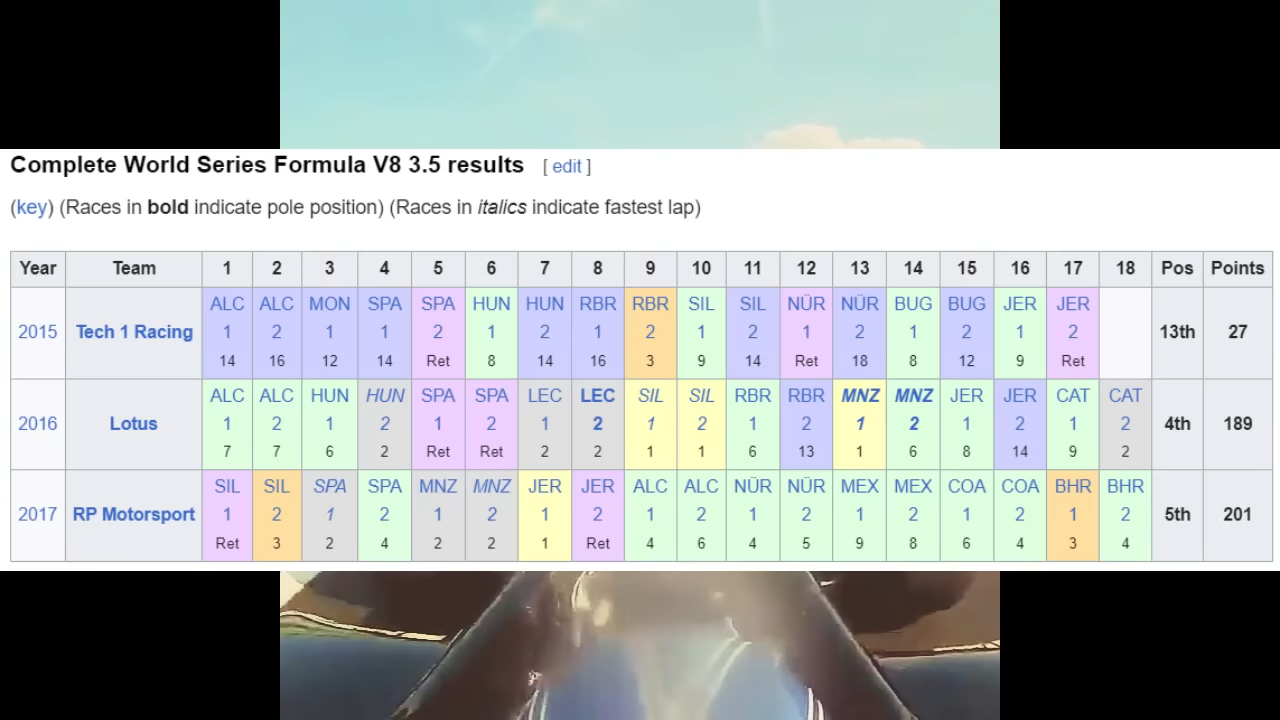 Complete World Series Formula V8 3.5 results [ edit ]
(key) (Races in bold indicate pole position) (Races in italics indicate fastest lap)
Year Team 1 2 3 4 5 6 7 8 9 10 11 12 13 14 15 16 17 18 Pos Points
ALC ALC MON SPA SPA HUN HUN RBR RBR SIL SIL NÜR NÜR BUG BUG JER JER
2015 Tech 1 Racing 1 2 1 1 2 1 2 1 2 1 2 1 2 1 2 1 2 13th 27
14 16 12 14 Ret 8 14 16 3 9 14 Ret 18 8 12 9 Ret
ALC ALC HUN HUN SPA SPA LEC LEC SIL SIL RBR RBR MNZ MNZ JER JER CAT CAT
2016 Lotus 1 2 1 2 1 2 1 2 1 2 1 2 1 2 1 2 1 2 4th 189
7 7 6 2 Ret Ret 2 2 1 1 6 13 1 6 8 14 9 2
SIL SIL SPA SPA MNZ MNZ JER JER ALC ALC NÜR NÜR MEX MEX COA COA BHR BHR
2017 RP Motorsport 1 2 1 2 1 2 1 2 1 2 1 2 1 2 1 2 1 2 5th 201
Ret 3 2 4 2 2 1 Ret 4 6 4 5 9 8 6 4 3 4